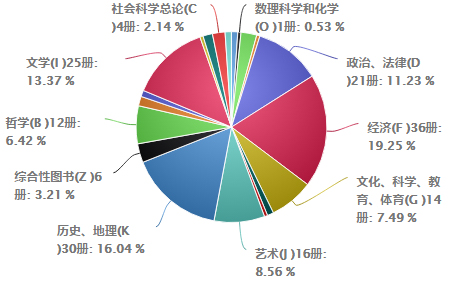 社会科学总论(C
)4册: 2.14 %
数理科学和化学
(O )1册: 0.53 %
文学(I )25册:
13.37 %
政治、法律(D
)21册: 11.23 %
哲学(B )12册:
6.42 %
经济(F )36册:
19.25 %
综合性图书(Z )6
册: 3.21 %
文化、科学、教
育、体育(G )14
册: 7.49 %
历史、地理(K
)30册: 16.04 %
艺术(J )16册:
8.56 %